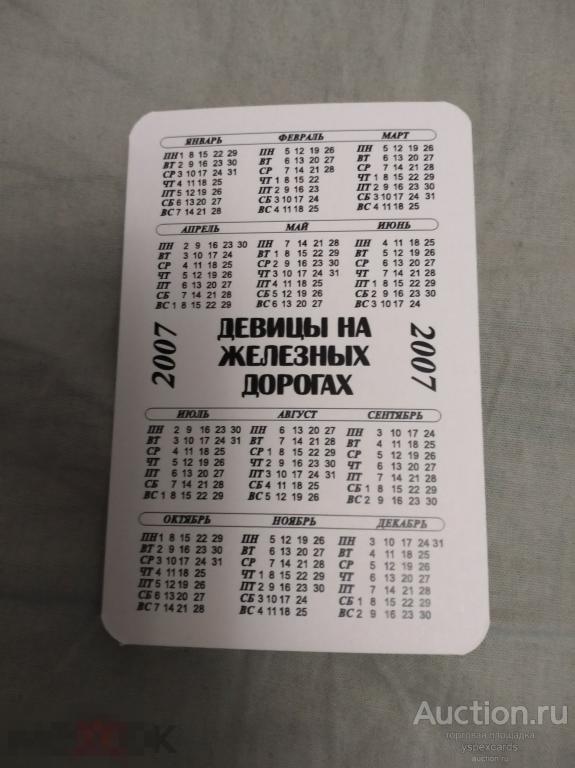 ЯНВАРЬ ФЕВРАЛЬ МАРТ
ПН 1 8 15 22 29 ПН 5 12 19 26 ПН 5 12 19 26
ВТ 2 9 16 23 30 ВТ 6 13 20 27 ВТ 6 13 20 27
СР 3 10 17 24 31 СР 7 14 21 28 СР 7 14 21 28
ЧТ 4 11 18 25 ЧТ 1 8 15 22 ЧТ 1 8 15 22 29
ПТ 5 12 19 26 ПТ 2 9 16 23 ПТ 2 9 16 23 30
СБ 6 13 20 27 СБ 3 10 17 24 СБ 3 10 17 24 31
ВС 7 14 21 28 ВС 4 11 18 25 ВС 4 11 18 25
АПРЕЛЬ МАЙ ИЮНЬ
ПН 2 9 16 23 30 ПН 7 14 21 28 ПН 4 11 18 25
ВТ 3 10 17 24 ВТ 1 8 15 22 29 ВТ 5 12 19 26
СР 4 11 18 25 СР 2 9 16 23 30 СР 6 13 20 27
ЧТ 5 12 19 26 ЧТ 3 10 17 24 31 ЧТ 7 14 21 28
ПТ 6 13 20 27 ПТ 4 11 18 25 ПТ 1 8 15 22 29
СБ 7 14 21 28 СБ 5 12 19 26 СБ 2 9 16 23 30
ВС 1 8 15 22 29 ВС 6 13 20 27 ВС 3 10 17 24
2007
ДЕВИЦЫ НА
ЖЕЛЕЗНЫХ
ДОРОГАХ
2007
ИЮЛЬ АВГУСТ СЕНТЯБРЬ
ПН 2 9 16 23 30 ПН 6 13 20 27 ПН 3 10 17 24
ВТ 3 10 17 24 31 ВТ 7 14 21 28 ВТ 4 11 18 25
СР 4 11 18 25 СР 1 8 15 22 29 СР 5 12 19 26
ЧТ 5 12 19 26 ЧТ 2 9 16 23 30 ЧТ 6 13 20 27
ПТ 6 13 20 27 ПТ 3 10 17 24 31 ПТ 7 14 21 28
СБ 7 14 21 28 СБ 4 11 18 25 СБ 1 8 15 22 29
ВС 1 8 15 22 29 ВС 5 12 19 26 ВС 2 9 16 23 30
ОКТЯБРЬ НОЯБРЬ ДЕКАБРЬ
ПН 1 8 15 22 29 ПН 5 12 19 26 ПН 3 10 17 24 31
ВТ 2 9 16 23 30 ВТ 6 13 20 27 ВТ 4 11 18 25
СР 3 10 17 24 31 СР 7 14 21 28 СР 5 12 19 26
ЧТ 4 11 18 25 ЧТ 1 8 15 22 29 ЧТ 6 13 20 27
ПТ 5 12 19 26 ПТ 2 9 16 23 30 ПТ 7 14 21 28
СБ 6 13 20 27 СБ 3 10 17 24 СБ 1 8 15 22 29
ВС 7 14 21 28 ВС 4 11 18 25 ВС 2 9 16 23 30
Auction.ru
торговая площадка
yspexcards
auction.ru